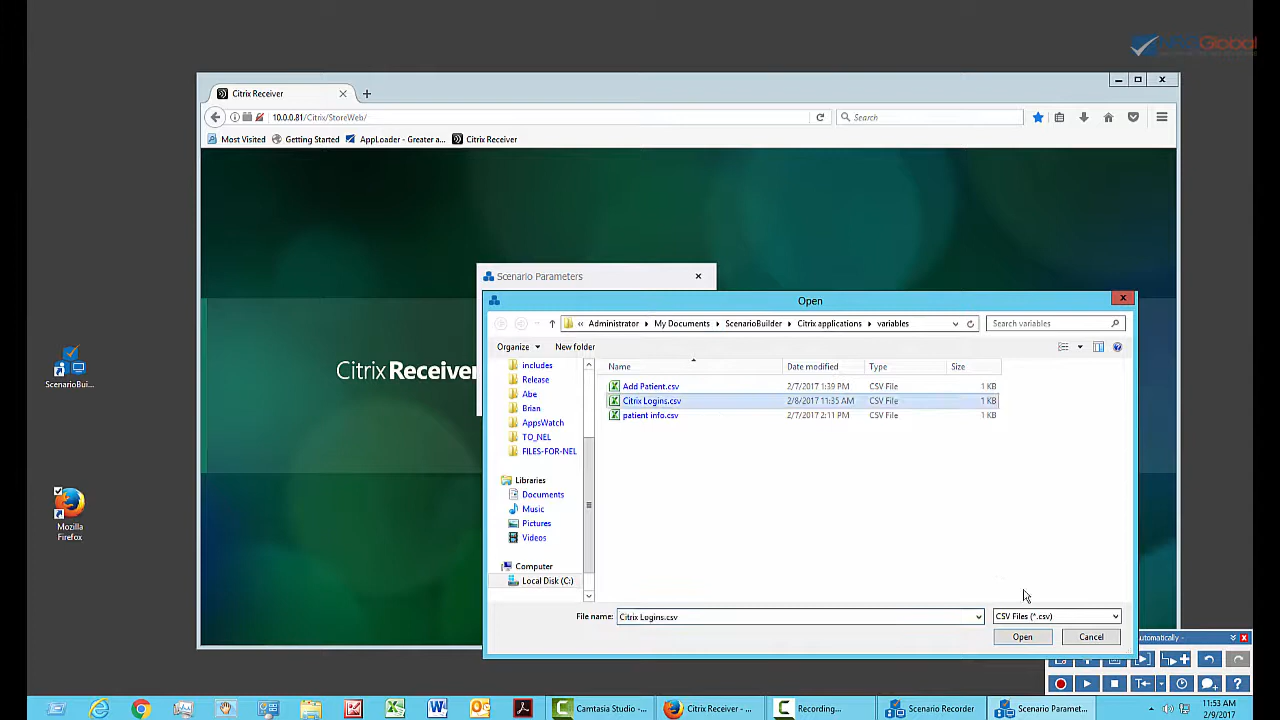 Global
Citrix Receiver
10.0.0.81/Citrix/StoreWeb/
Search
Most Visited Getting Started AppLoader - Greater a... Citrix Receiver
Scenario Parameters
Open
« Administrator My Documents ScenarioBuilder Citrix applications variables
Search variables
Organize New folder
includes
Release
Abe
Brian
AppsWatch
TO_NEL
FILES-FOR-NEL
Libraries
Documents
Music
Pictures
Videos
Computer
Local Disk (C:)
Name Date modified Type Size
Add Patient.csv 2/7/2017 1:39 PM CSV File 1 KB
Citrix Logins.csv 2/8/2017 11:35 AM CSV File 1 KB
patient info.csv 2/7/2017 2:11 PM CSV File 1 KB
File name: Citrix Logins.csv CSV Files (*.csv)
Open Cancel
Citrix Receiver
ScenarioBui...
Mozilla
Firefox
utomatically -
Camtasia Studio -... Citrix Receiver - ... Recording... Scenario Recorder Scenario Paramet...
11:53 AM
2/9/2017